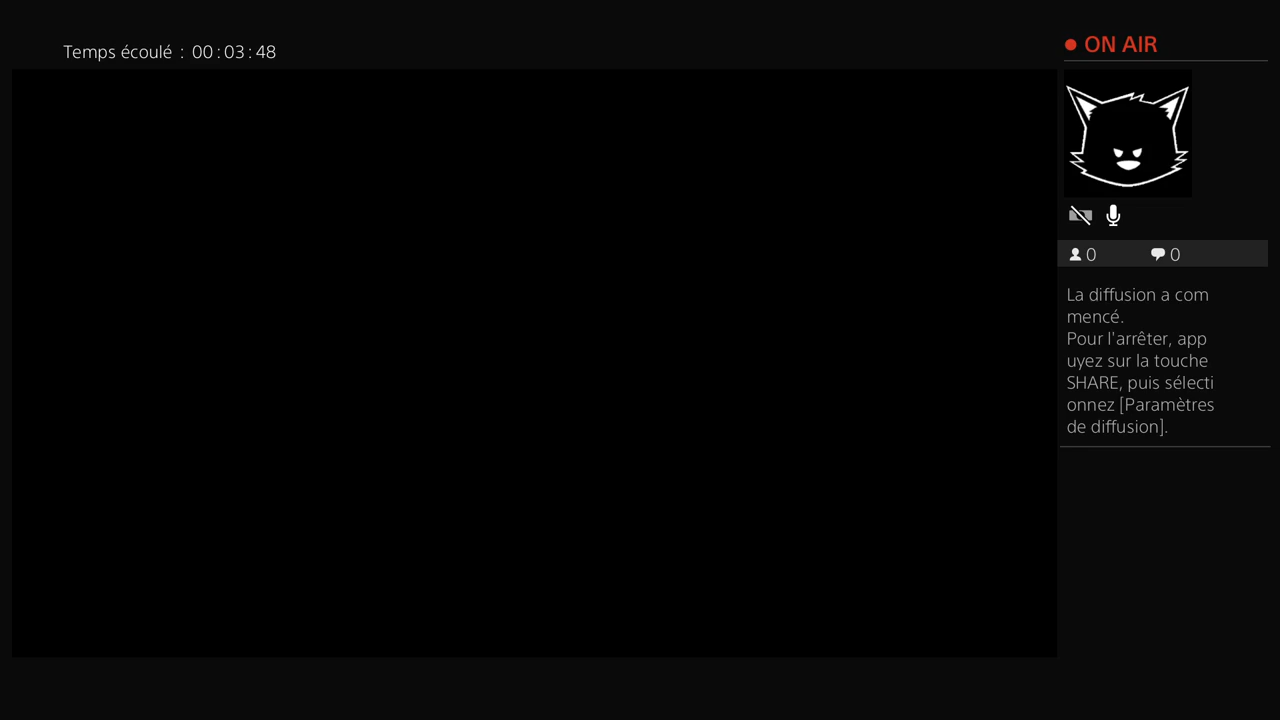 Temps écoulé : 00:03:48
ON AIR
0 0
La diffusion a com
mencé.
Pour l'arrêter, app
uyez sur la touche
SHARE, puis sélecti
onnez [Paramètres
de diffusion].